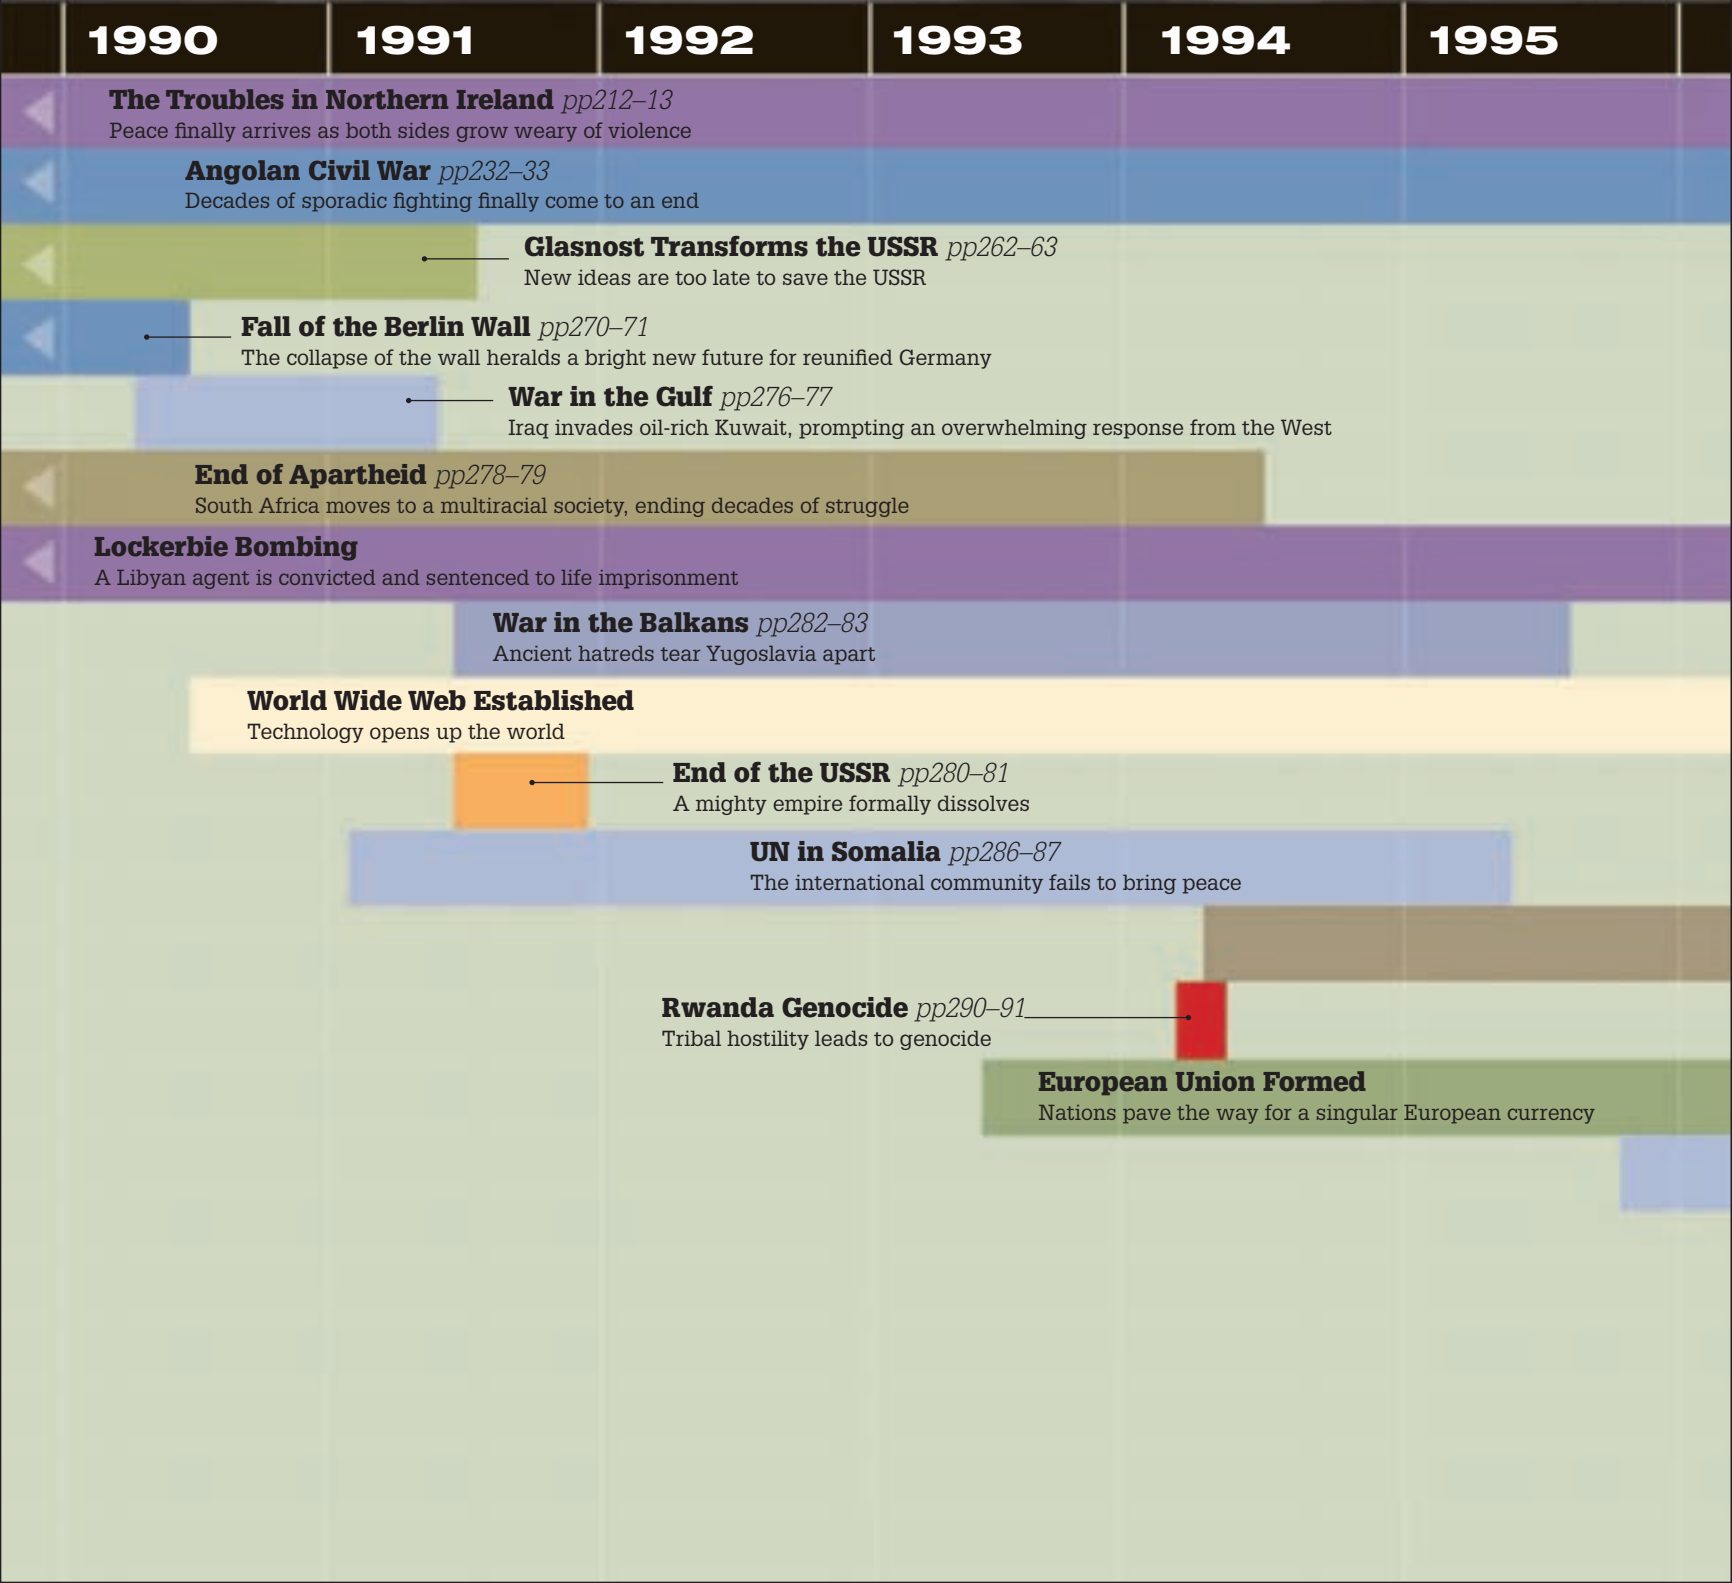 1990 1991 1992 1993 1994 1995
The Troubles in Northern Ireland pp212–13
Peace finally arrives as both sides grow weary of violence
Angolan Civil War pp232–33
Decades of sporadic fighting finally come to an end
Glasnost Transforms the USSR pp262–63
New ideas are too late to save the USSR
Fall of the Berlin Wall pp270–71
The collapse of the wall heralds a bright new future for reunified Germany
War in the Gulf pp276–77
Iraq invades oil-rich Kuwait, prompting an overwhelming response from the West
End of Apartheid pp278–79
South Africa moves to a multiracial society, ending decades of struggle
Lockerbie Bombing
A Libyan agent is convicted and sentenced to life imprisonment
War in the Balkans pp282–83
Ancient hatreds tear Yugoslavia apart
World Wide Web Established
Technology opens up the world
End of the USSR pp280–81
A mighty empire formally dissolves
UN in Somalia pp286–87
The international community fails to bring peace
Rwanda Genocide pp290–91
Tribal hostility leads to genocide
European Union Formed
Nations pave the way for a singular European currency